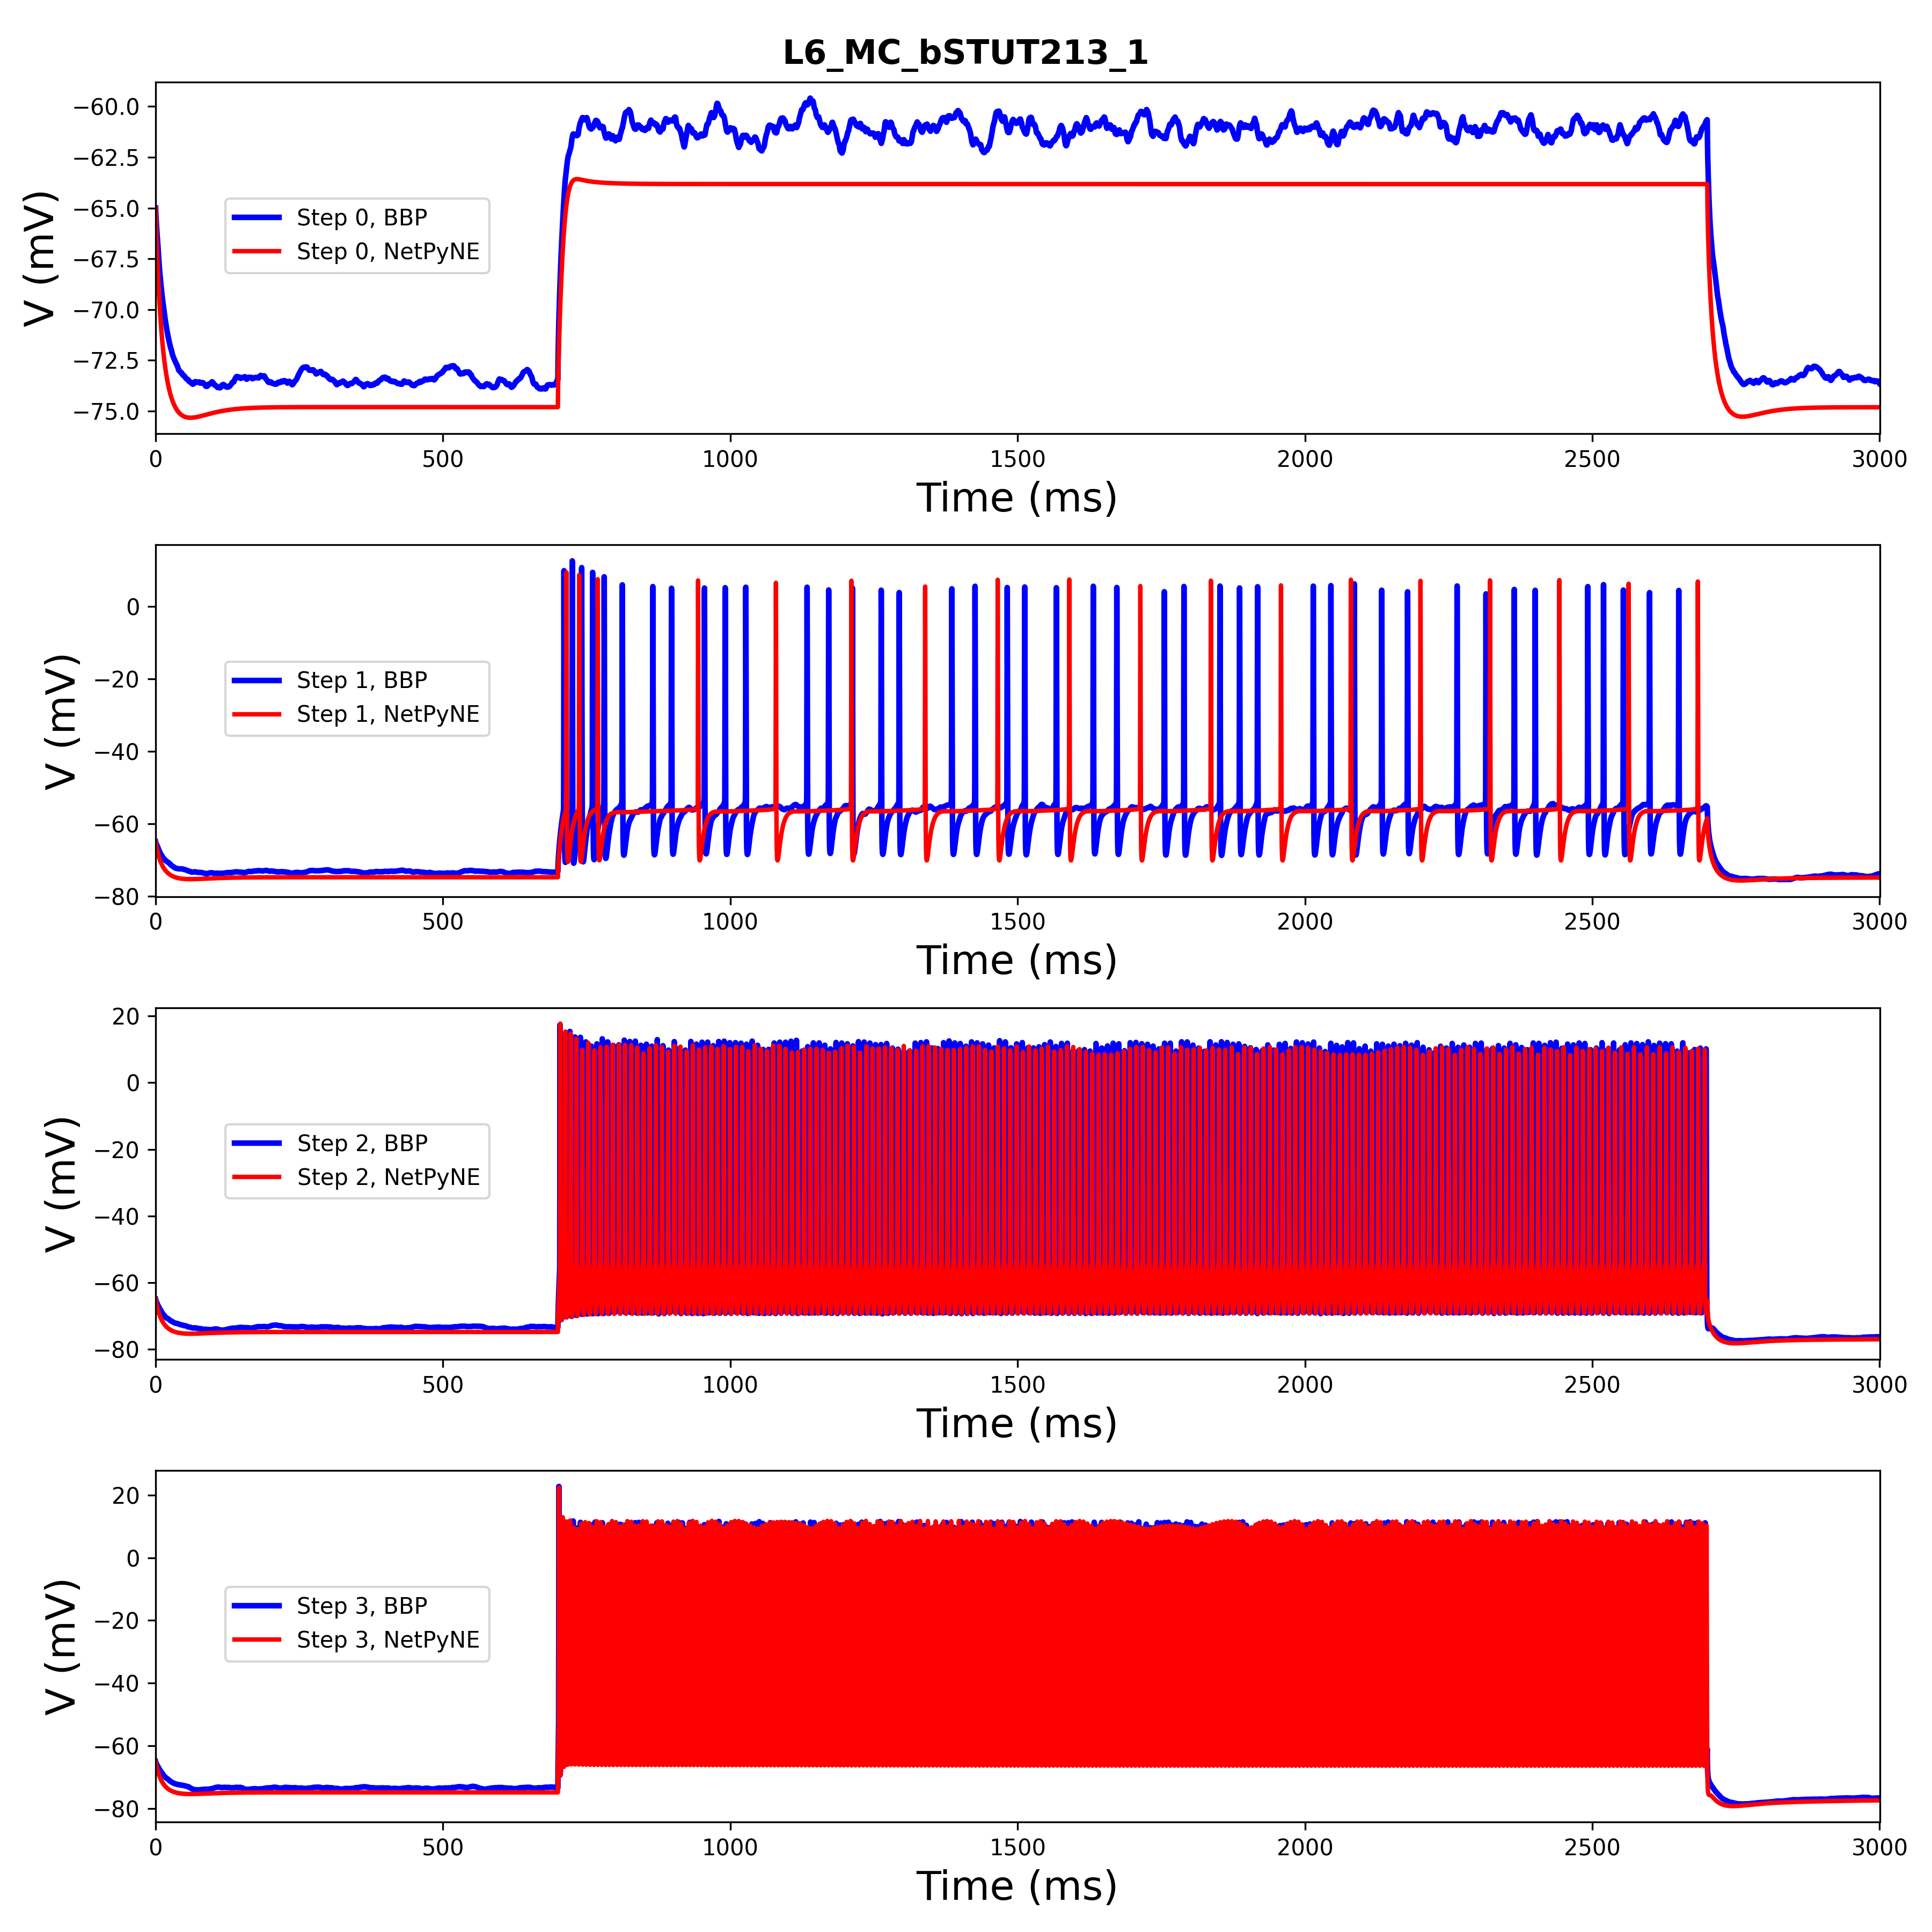 L6_MC_bSTUT213_1
−60.0
−62.5
−65.0
−67.5
−70.0
−72.5
−75.0
V (mV)
Step 0, BBP
Step 0, NetPyNE
0 500 1000 1500 2000 2500 3000
Time (ms)
0
−20
−40
−60
−80
V (mV)
Step 1, BBP
Step 1, NetPyNE
0 500 1000 1500 2000 2500 3000
Time (ms)
20
0
−20
−40
−60
−80
V (mV)
Step 2, BBP
Step 2, NetPyNE
0 500 1000 1500 2000 2500 3000
Time (ms)
20
0
−20
−40
−60
−80
V (mV)
Step 3, BBP
Step 3, NetPyNE
0 500 1000 1500 2000 2500 3000
Time (ms)